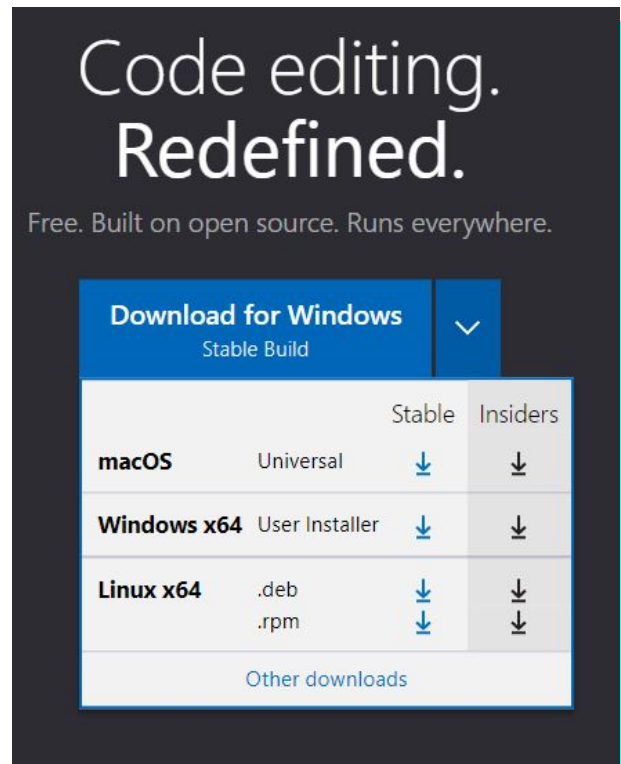 Code editing.
Redefined.
Free. Built on open source. Runs everywhere.
Download for Windows
Stable Build
Stable Insiders
macOS Universal
Windows x64 User Installer
Linux x64 .deb
.rpm
Other downloads